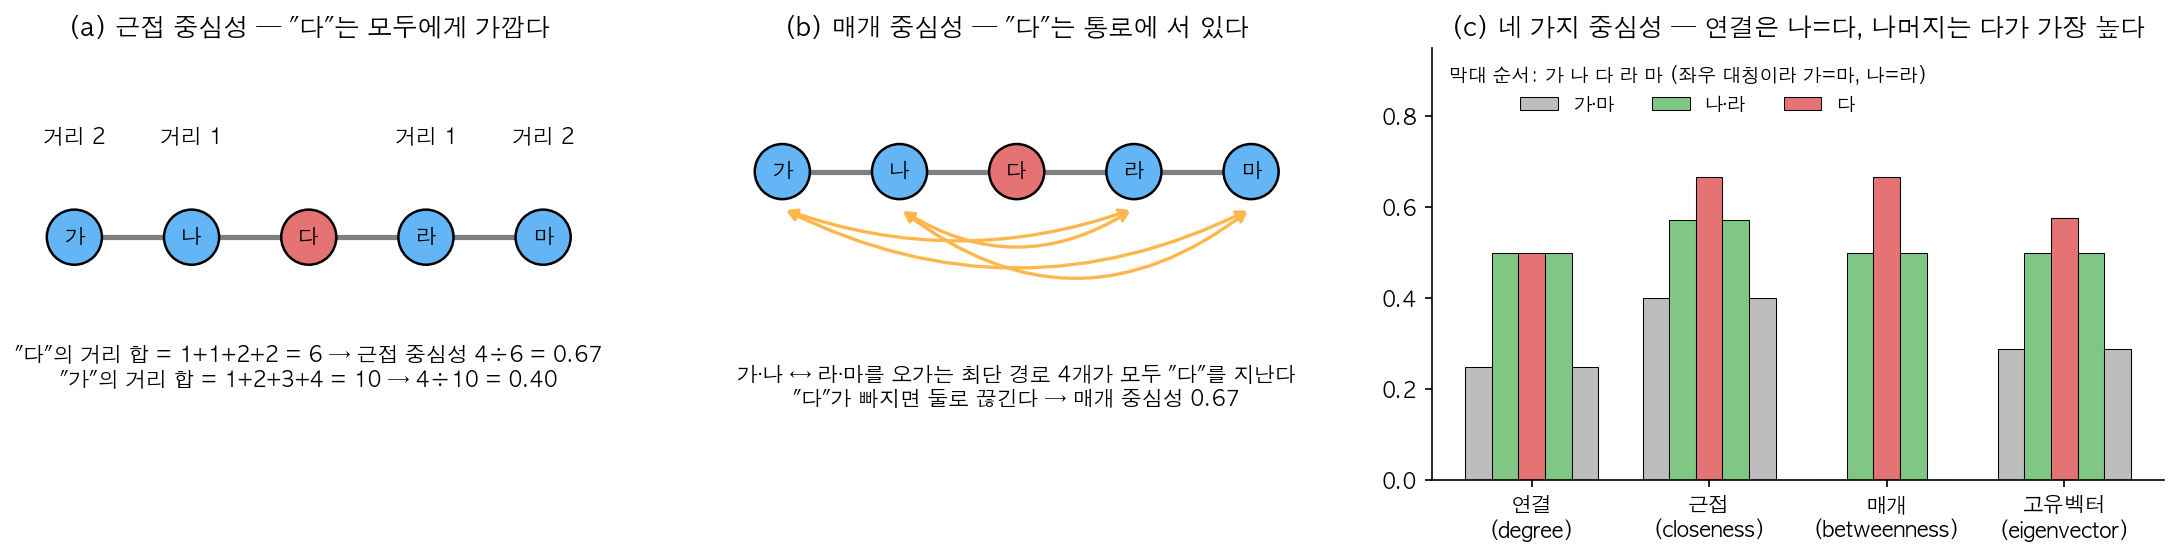 (a) 근접 중심성 — "다"는 모두에게 가깝다
거리 2
거리 1
거리 1
거리 2
가
나
다
라
마
"다"의 거리 합 = 1+1+2+2 = 6 → 근접 중심성 4÷6 = 0.67
"가"의 거리 합 = 1+2+3+4 = 10 → 4÷10 = 0.40
(b) 매개 중심성 — "다"는 통로에 서 있다
가
나
다
라
마
가·나 ↔ 라·마를 오가는 최단 경로 4개가 모두 "다"를 지난다
"다"가 빠지면 둘로 끊긴다 → 매개 중심성 0.67
(c) 네 가지 중심성 — 연결은 나=다, 나머지는 다가 가장 높다
막대 순서: 가 나 다 라 마 (좌우 대칭이라 가=마, 나=라)
가·마
나·라
다
0.8
0.6
0.4
0.2
0.0
연결
(degree)
근접
(closeness)
매개
(betweenness)
고유벡터
(eigenvector)